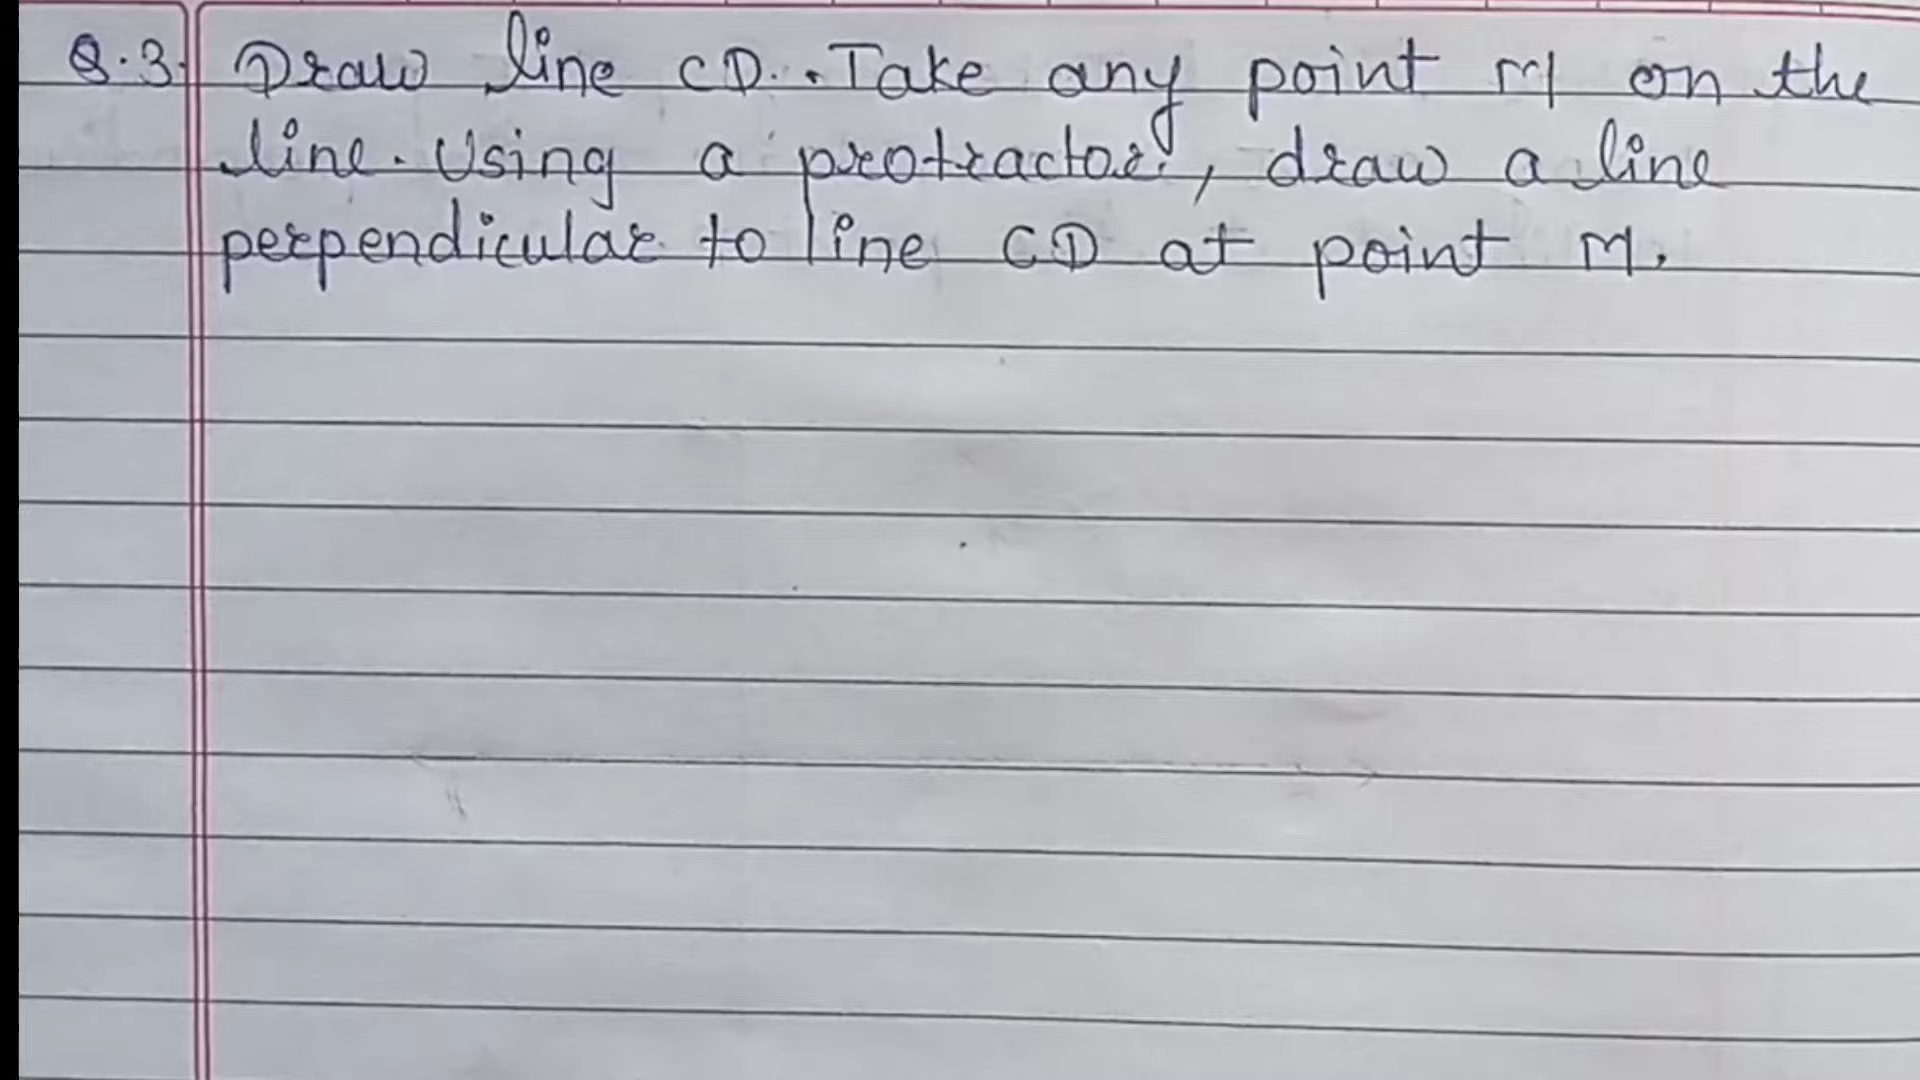 Q.3. Draw line CD. Take any point M on the
line. Using a protractor, draw a line
perpendicular to line CD at point M.